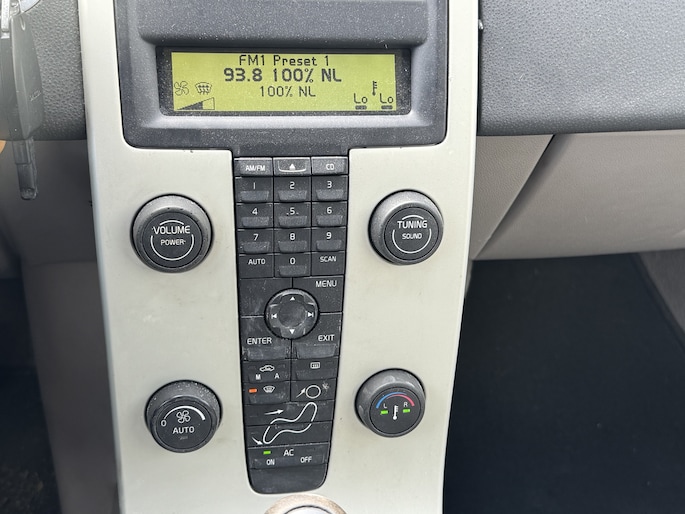 FM1 Preset 1
93.8 100% NL
100% NL
Lo Lo
AM/FM CD
1 2 3
4 5 6
7 8 9
AUTO 0 SCAN
VOLUME
POWER
TUNING
SOUND
MENU
ENTER EXIT
M A
0
AUTO
L R
AC
ON OFF